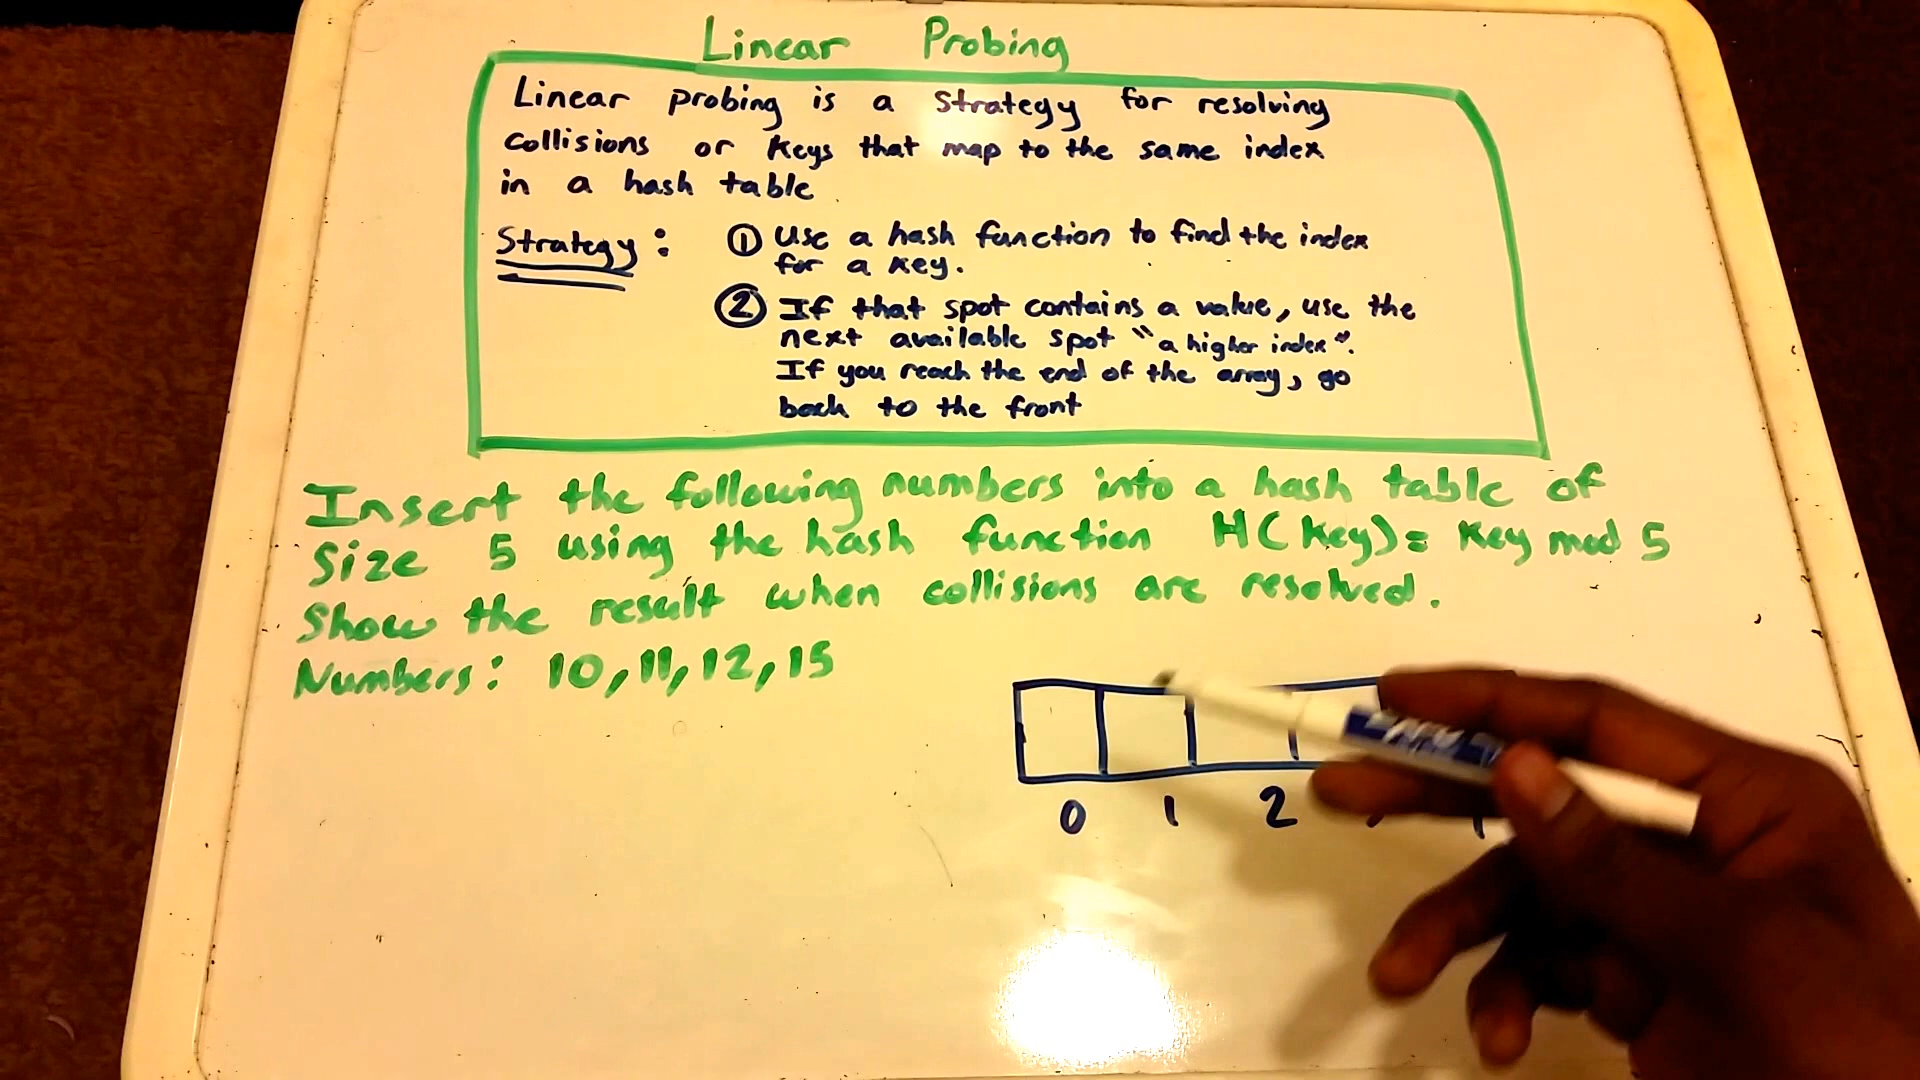 Linear Probing
Linear probing is a strategy for resolving
collisions or keys that map to the same index
in a hash table
Strategy: ① Use a hash function to find the index
for a key.
② If that spot contains a value, use the
next available spot "a higher index".
If you reach the end of the array, go
back to the front
Insert the following numbers into a hash table of
Size 5 using the hash function H(key)= key mod 5
Show the result when collisions are resolved.
Numbers: 10, 11, 12, 15
0 1 2